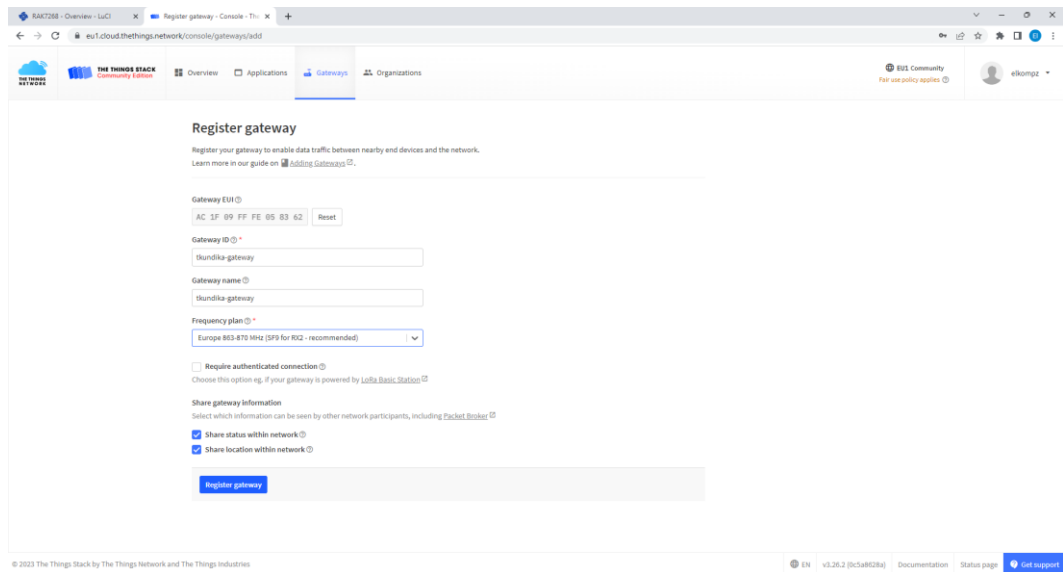 RAK7268 - Overview - LuCI
Register gateway - Console - The
eu1.cloud.thethings.network/console/gateways/add
THE THINGS NETWORK
THE THINGS STACK
Community Edition
Overview
Applications
Gateways
Organizations
EU1 Community
Fair use policy applies
elkompz
Register gateway
Register your gateway to enable data traffic between nearby end devices and the network.
Learn more in our guide on Adding Gateways.
Gateway EUI
AC 1F 09 FF FE 05 83 62 Reset
Gateway ID *
tkundika-gateway
Gateway name
tkundika-gateway
Frequency plan *
Europe 863-870 MHz (SF9 for RX2 - recommended)
Require authenticated connection
Choose this option eg. if your gateway is powered by LoRa Basic Station
Share gateway information
Select which information can be seen by other network participants, including Packet Broker
Share status within network
Share location within network
Register gateway
© 2023 The Things Stack by The Things Network and The Things Industries
EN
v3.26.2 (0c5a8628a)
Documentation
Status page
Get support